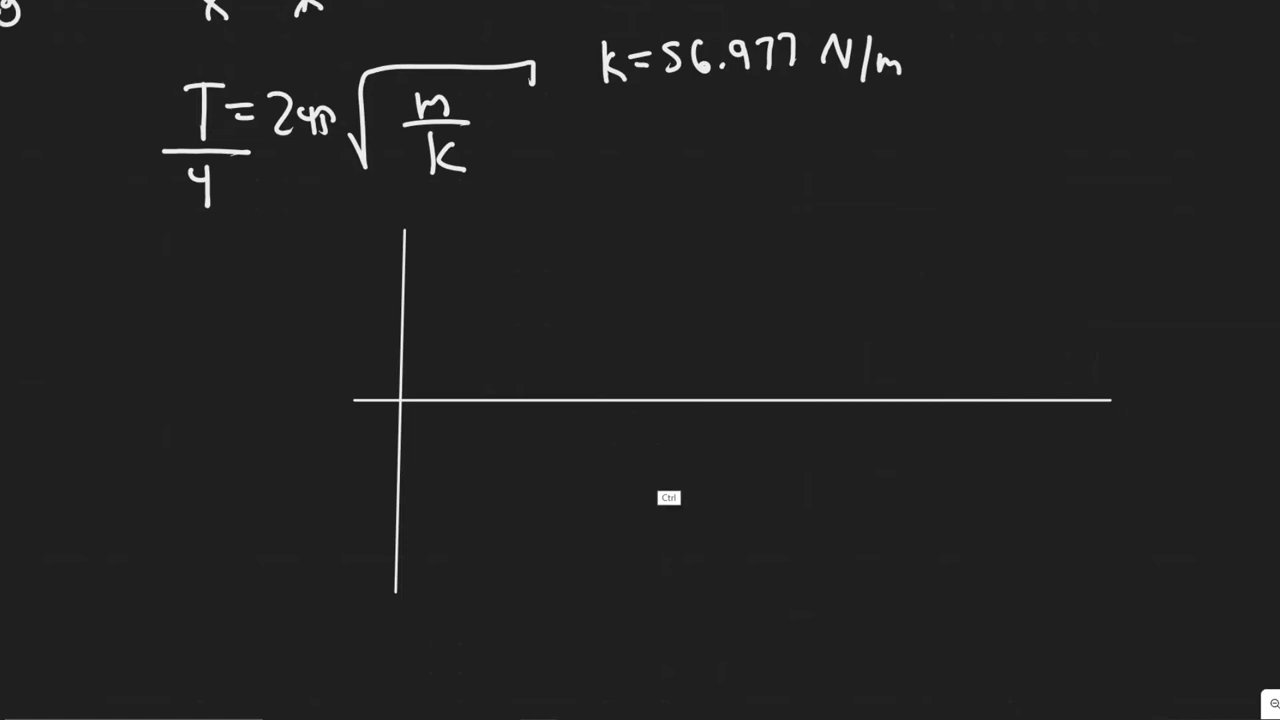 k=56.977 N/m
T/4 = 2π √(m/k)
Ctrl